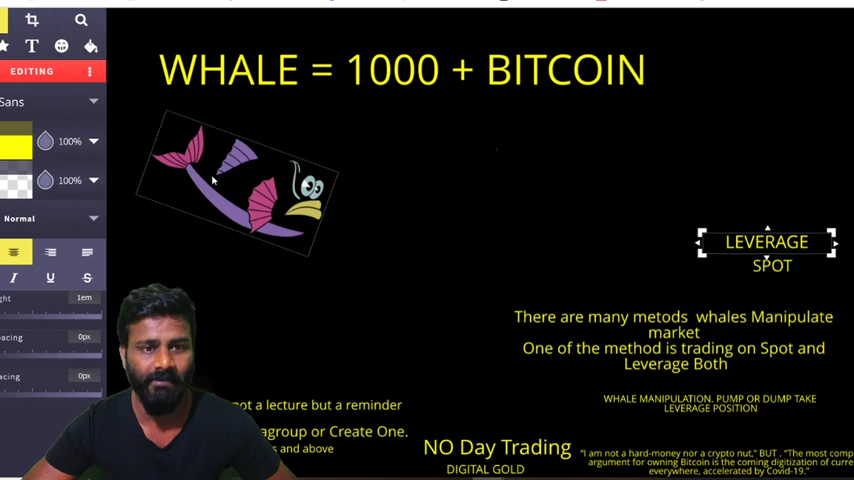 EDITING
Sans
100%
100%
Normal
1em
0px
0px
WHALE = 1000 + BITCOIN
LEVERAGE
SPOT
There are many metods whales Manipulate
market
One of the method is trading on Spot and
Leverage Both
WHALE MANIPULATION. PUMP OR DUMP TAKE
LEVERAGE POSITION
not a lecture but a reminder
or Create One.
and above
NO Day Trading
DIGITAL GOLD
"I am not a hard-money nor a crypto nut," BUT . "The most
argument for owning Bitcoin is the coming digitization of
everywhere, accelerated by Covid-19."